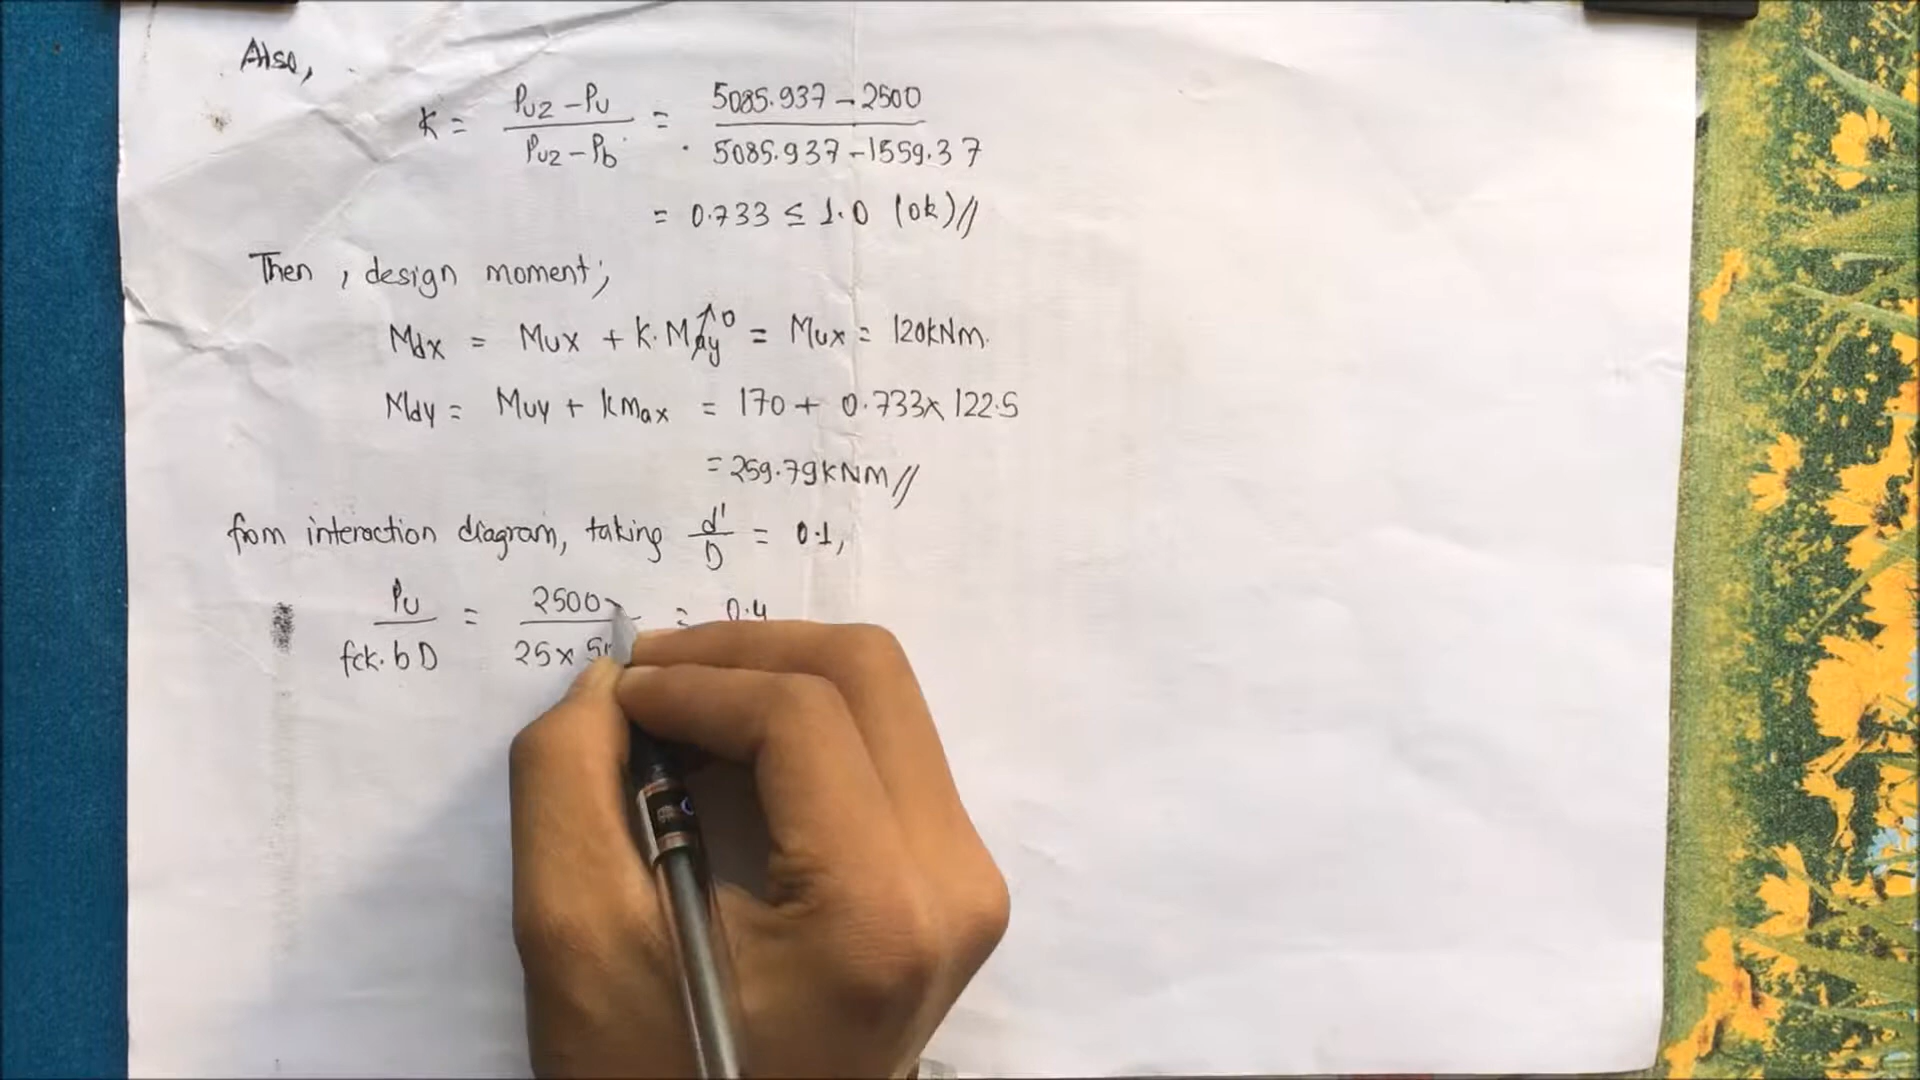 Also,
K = Puz - Pu / Puz - Pb = 5085.937 - 2500 / 5085.937 - 1559.37
= 0.733 ≤ 1.0 (ok)//
Then, design moment;
Mdx = Mux + K.May↗0 = Mux = 120kNm.
Mdy = Muy + kmax = 170 + 0.733x 122.5
= 259.79kNm//
from interaction diagram, taking d'/D = 0.1,
Pu / fck.bD = 2500 / 25x = 0.4